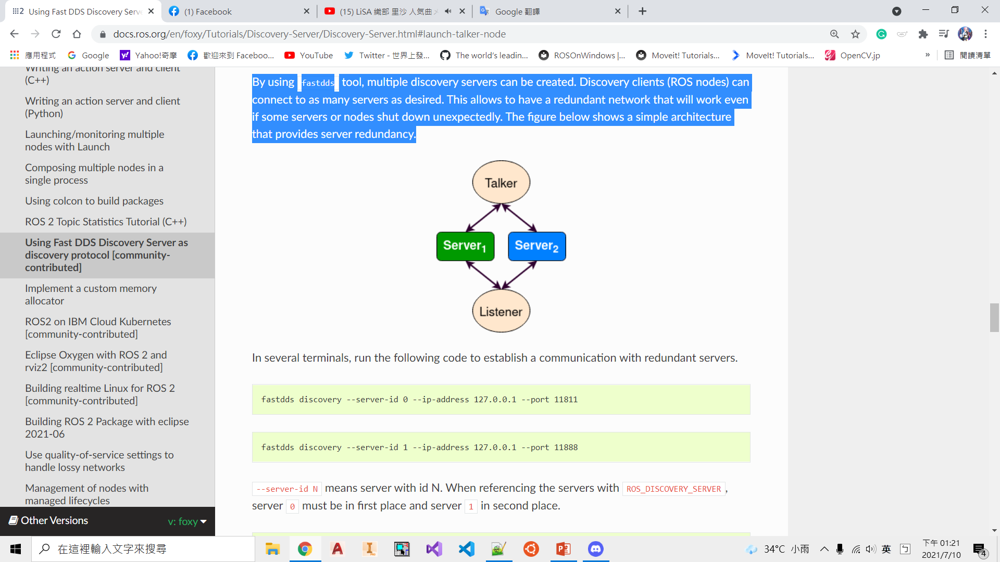 Using Fast DDS Discovery Serve
(1) Facebook
(15) LiSA 織部 里沙 人気曲
Google 翻譯
docs.ros.org/en/foxy/Tutorials/Discovery-Server/Discovery-Server.html#launch-talker-node
應用程式
Google
Yahoo!奇摩
歡迎來到 Faceboo...
YouTube
Twitter - 世界上發...
The world's leadin...
ROSOnWindows |...
Moveit! Tutorials...
MoveIt! Tutorials...
OpenCV.jp
»
閱讀清單
Writing an action server and client
(C++)
Writing an action server and client
(Python)
Launching/monitoring multiple
nodes with Launch
Composing multiple nodes in a
single process
Using colcon to build packages
ROS 2 Topic Statistics Tutorial (C++)
Using Fast DDS Discovery Server as
discovery protocol [community-
contributed]
Implement a custom memory
allocator
ROS2 on IBM Cloud Kubernetes
[community-contributed]
Eclipse Oxygen with ROS 2 and
rviz2 [community-contributed]
Building realtime Linux for ROS 2
[community-contributed]
Building ROS 2 Package with eclipse
2021-06
Use quality-of-service settings to
handle lossy networks
Management of nodes with
managed lifecycles
Other Versions
v: foxy
By using fastdds tool, multiple discovery servers can be created. Discovery clients (ROS nodes) can
connect to as many servers as desired. This allows to have a redundant network that will work even
if some servers or nodes shut down unexpectedly. The figure below shows a simple architecture
that provides server redundancy.
Talker
Server1
Server2
Listener
In several terminals, run the following code to establish a communication with redundant servers.
fastdds discovery --server-id 0 --ip-address 127.0.0.1 --port 11811
fastdds discovery --server-id 1 --ip-address 127.0.0.1 --port 11888
--server-id N means server with id N. When referencing the servers with ROS_DISCOVERY_SERVER,
server 0 must be in first place and server 1 in second place.
在這裡輸入文字來搜尋
34°C 小雨
英
下午 01:21
2021/7/10
4